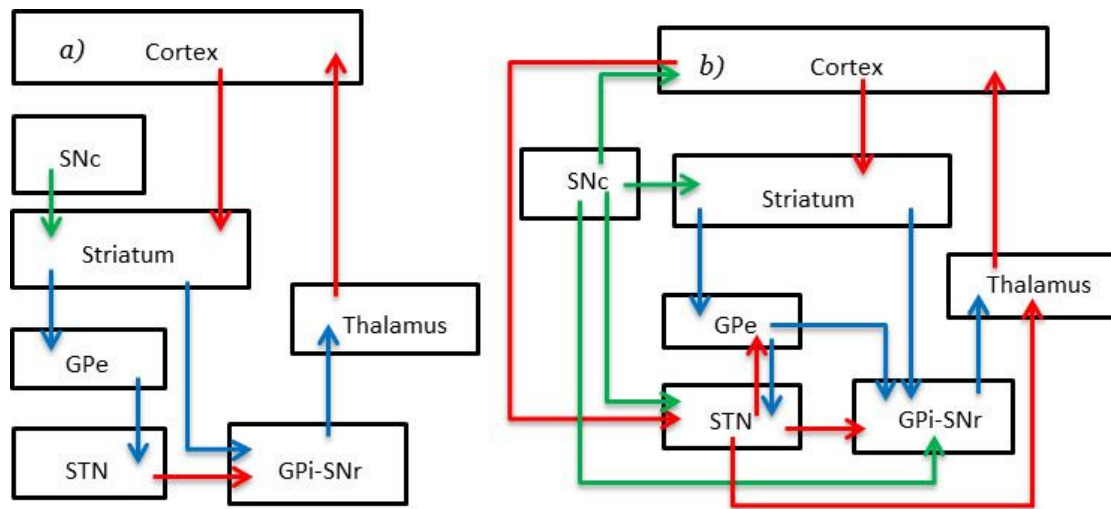 a) Cortex
SNc
Striatum
GPe
Thalamus
STN
GPi-SNr
b) Cortex
SNc
Striatum
Thalamus
GPe
STN
GPi-SNr